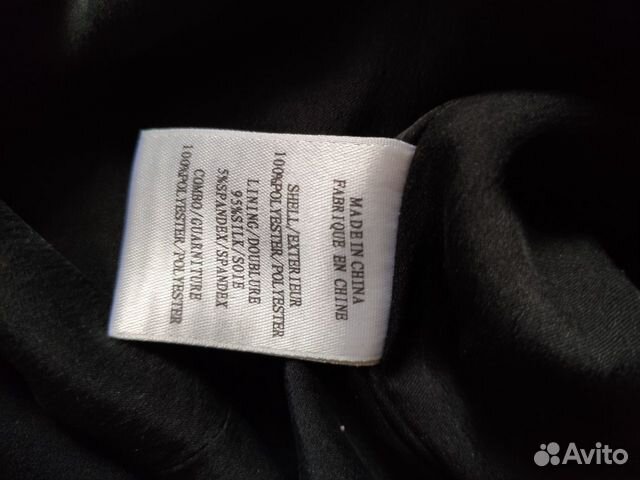 MADE IN CHINA
FABRIQUE EN CHINE
SHELL/EXTERIEUR
100%POLYESTER/POLYESTER
LINING/DOUBLURE
95%SILK/SOIE
5%SPANDEX/SPANDEX
COMBO/GUARNITURE
100%POLYESTER/POLYESTER
Avito